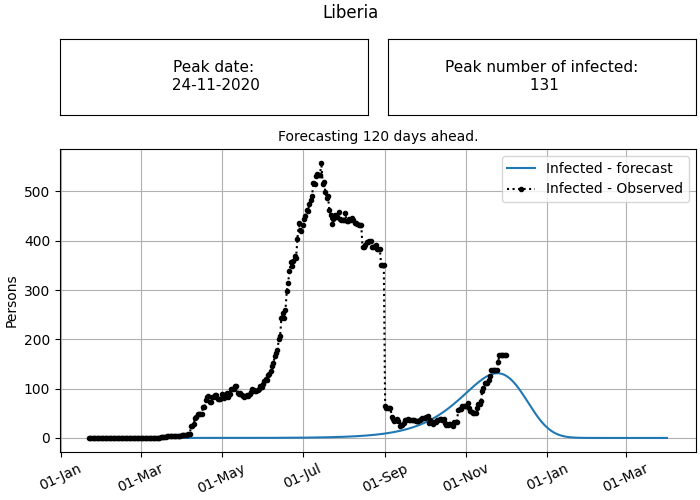 Liberia
Peak date:
24-11-2020
Peak number of infected:
131
Forecasting 120 days ahead.
Infected - forecast
Infected - Observed
Persons
500
400
300
200
100
0
01-Jan
01-Mar
01-May
01-Jul
01-Sep
01-Nov
01-Jan
01-Mar